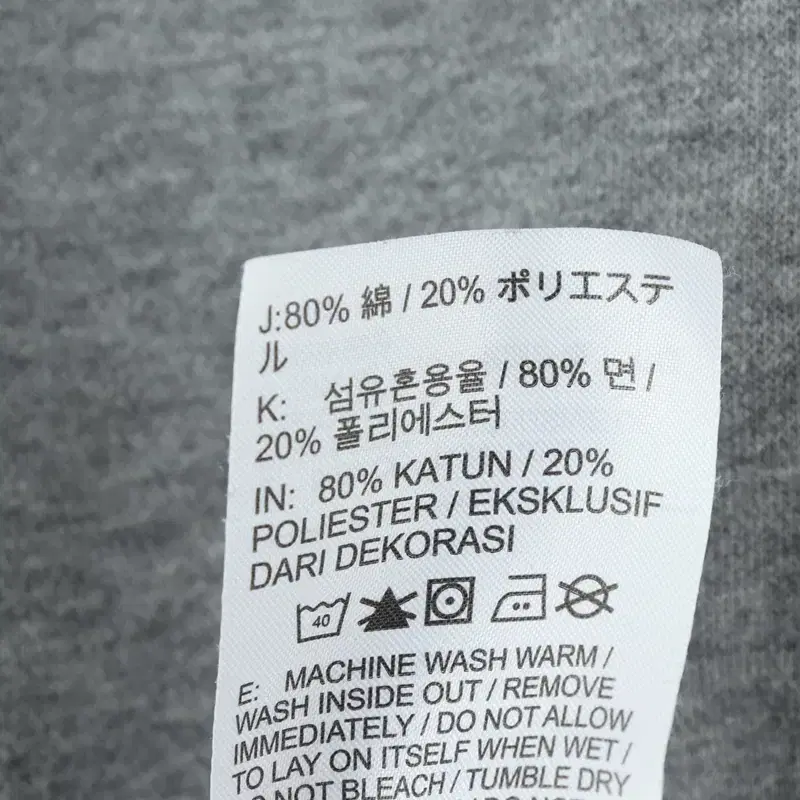 J:80% 綿 / 20% ポリエステ
ル
K: 섬유혼용율 / 80% 면 /
20% 폴리에스터
IN: 80% KATUN / 20%
POLIESTER / EKSKLUSIF
DARI DEKORASI
40
E: MACHINE WASH WARM /
WASH INSIDE OUT / REMOVE
IMMEDIATELY / DO NOT ALLOW
TO LAY ON ITSELF WHEN WET /
DO NOT BLEACH / TUMBLE DRY